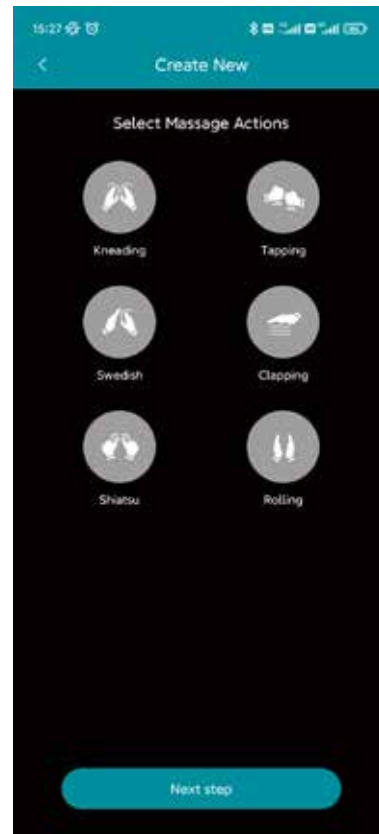 15:27
Create New
Select Massage Actions
Kneading Tapping
Swedish Clapping
Shiatsu Rolling
Next step